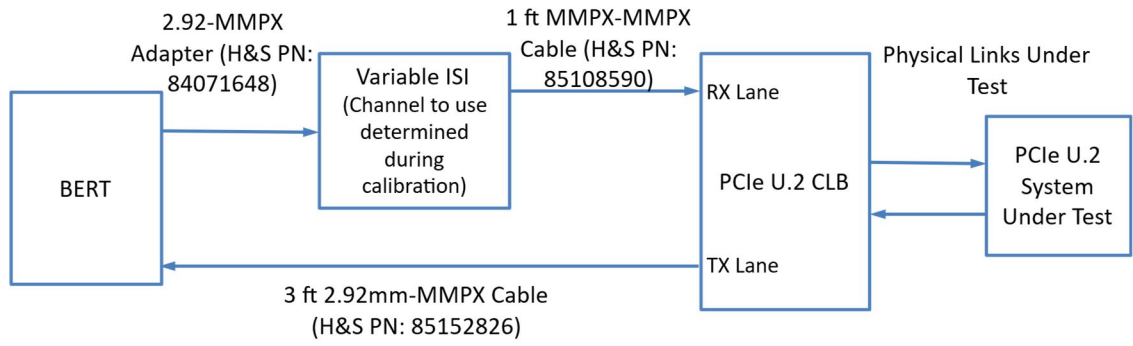 2.92-MMPX
Adapter (H&S PN:
84071648)
1 ft MMPX-MMPX
Cable (H&S PN:
85108590)
Physical Links Under
Test
BERT
Variable ISI
(Channel to use
determined
during
calibration)
RX Lane
PCIe U.2 CLB
TX Lane
PCIe U.2
System
Under Test
3 ft 2.92mm-MMPX Cable
(H&S PN: 85152826)